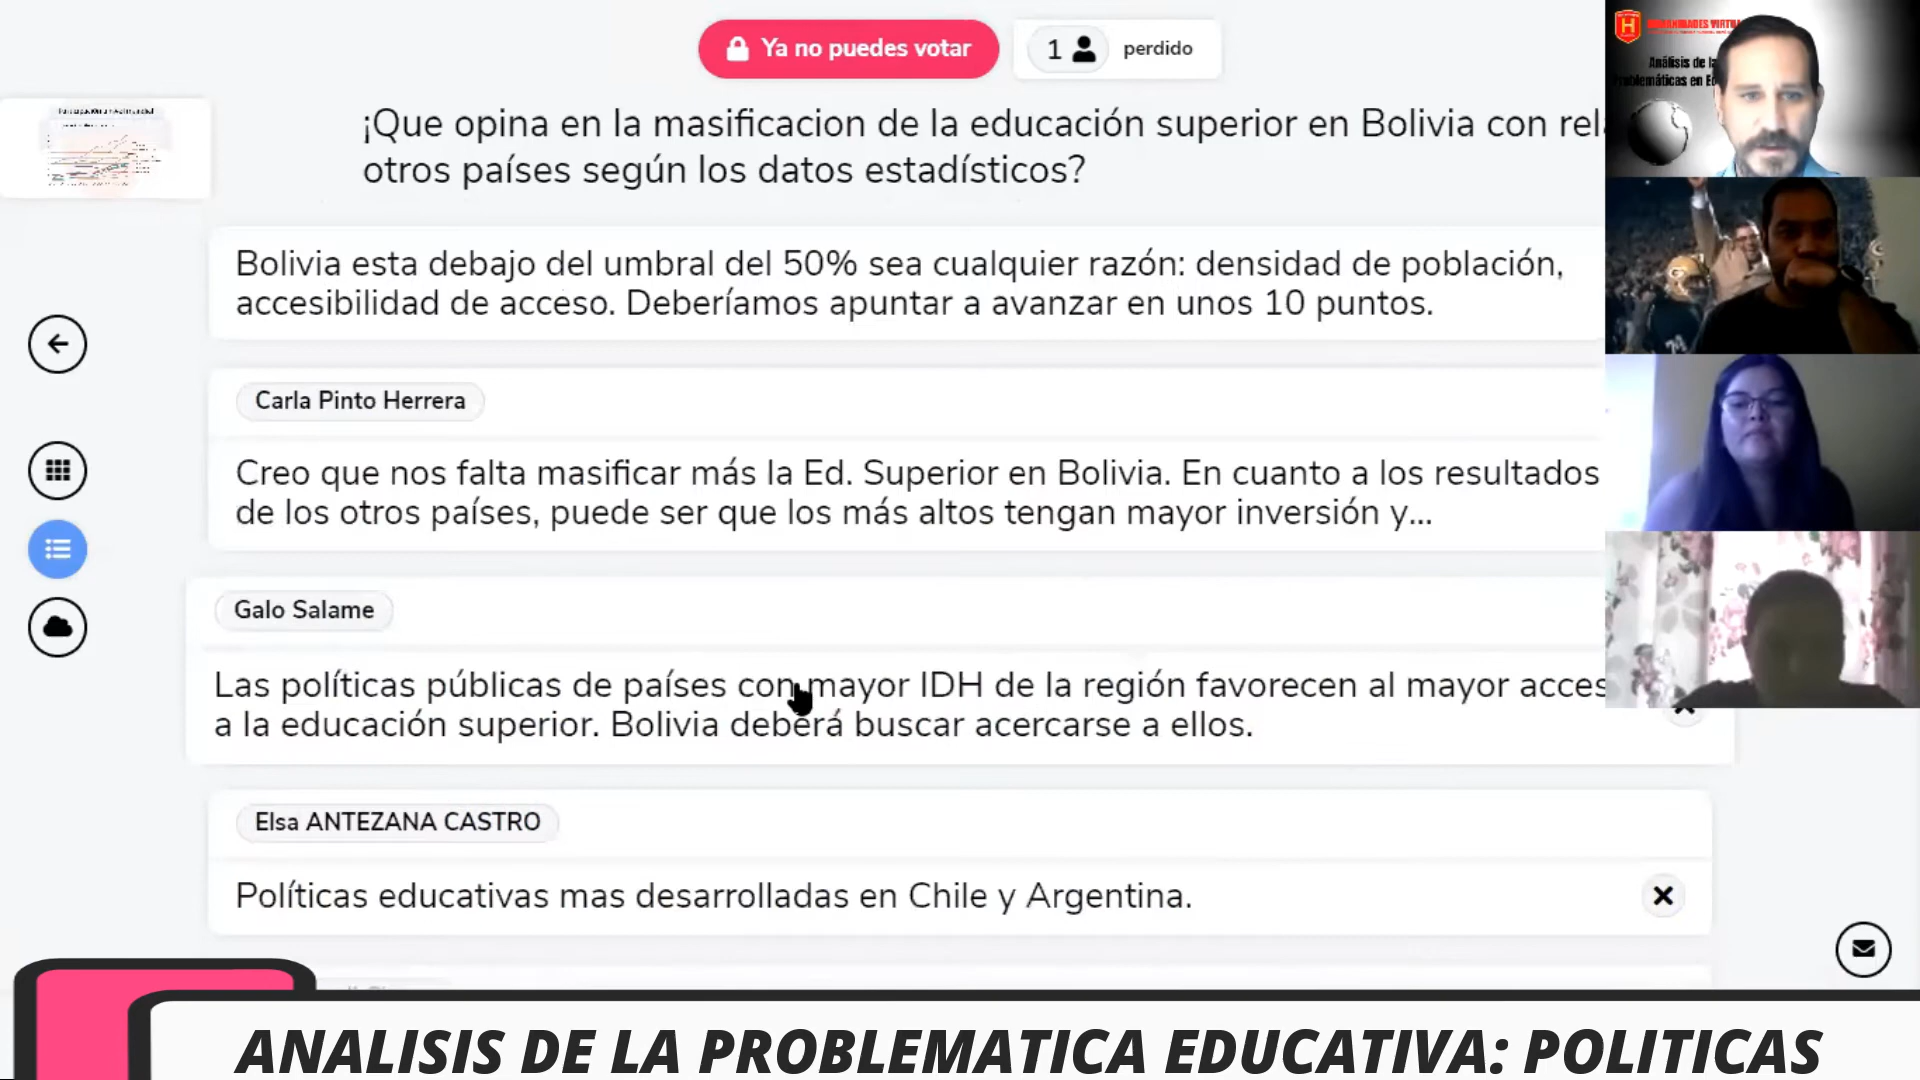 Ya no puedes votar
1 perdido
¡Que opina en la masificacion de la educación superior en Bolivia con
otros países según los datos estadísticos?
Bolivia esta debajo del umbral del 50% sea cualquier razón: densidad de población,
accesibilidad de acceso. Deberíamos apuntar a avanzar en unos 10 puntos.
Carla Pinto Herrera
Creo que nos falta masificar más la Ed. Superior en Bolivia. En cuanto a los resultados
de los otros países, puede ser que los más altos tengan mayor inversión y...
Galo Salame
Las políticas públicas de países con mayor IDH de la región favorecen al mayor acces
a la educación superior. Bolivia deberá buscar acercarse a ellos.
Elsa ANTEZANA CASTRO
Políticas educativas mas desarrolladas en Chile y Argentina.
Análisis de la
ANALISIS DE LA PROBLEMATICA EDUCATIVA: POLITICAS